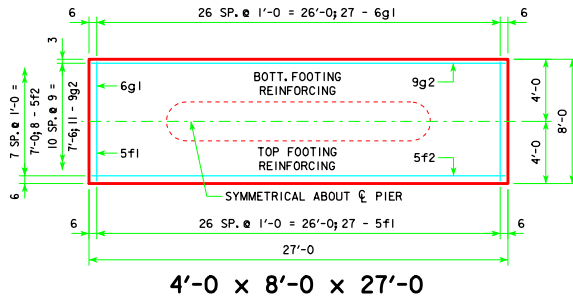 6
26 SP.@ 1'-0 = 26'-0; 27 - 6g1
6
3
BOTT. FOOTING
REINFORCING
6g1
9g2
7 SP.@ 1'-0 =
7'-0; 8 - 5f2
10 SP.@ 9 =
7'-6; 11 - 9g2
4'-0
8'-0
4'-0
5f1
TOP FOOTING
REINFORCING
5f2
6
SYMMETRICAL ABOUT ℄ PIER
6
26 SP.@ 1'-0 = 26'-0; 27 - 5f1
6
27'-0
4'-0 x 8'-0 x 27'-0